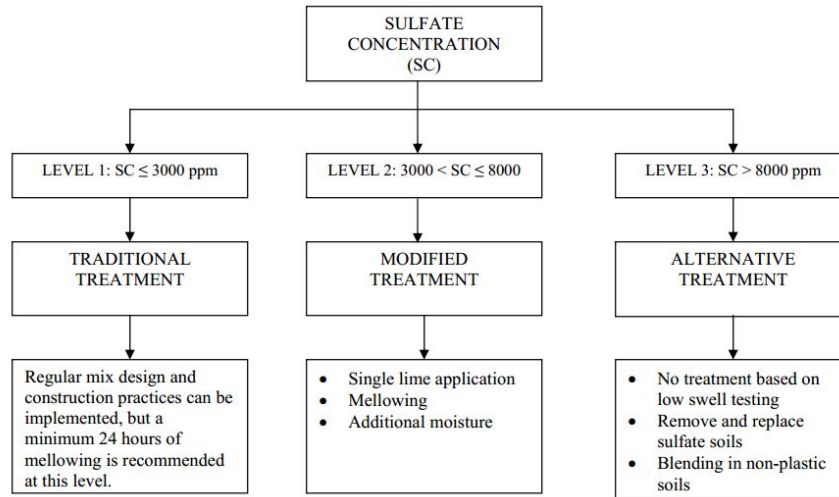 SULFATE
CONCENTRATION
(SC)
LEVEL 1: SC ≤ 3000 ppm
LEVEL 2: 3000 < SC ≤ 8000
LEVEL 3: SC > 8000 ppm
TRADITIONAL
TREATMENT
MODIFIED
TREATMENT
ALTERNATIVE
TREATMENT
Regular mix design and
construction practices can be
implemented, but a
minimum 24 hours of
mellowing is recommended
at this level.
• Single lime application
• Mellowing
• Additional moisture
• No treatment based on
low swell testing
• Remove and replace
sulfate soils
• Blending in non-plastic
soils